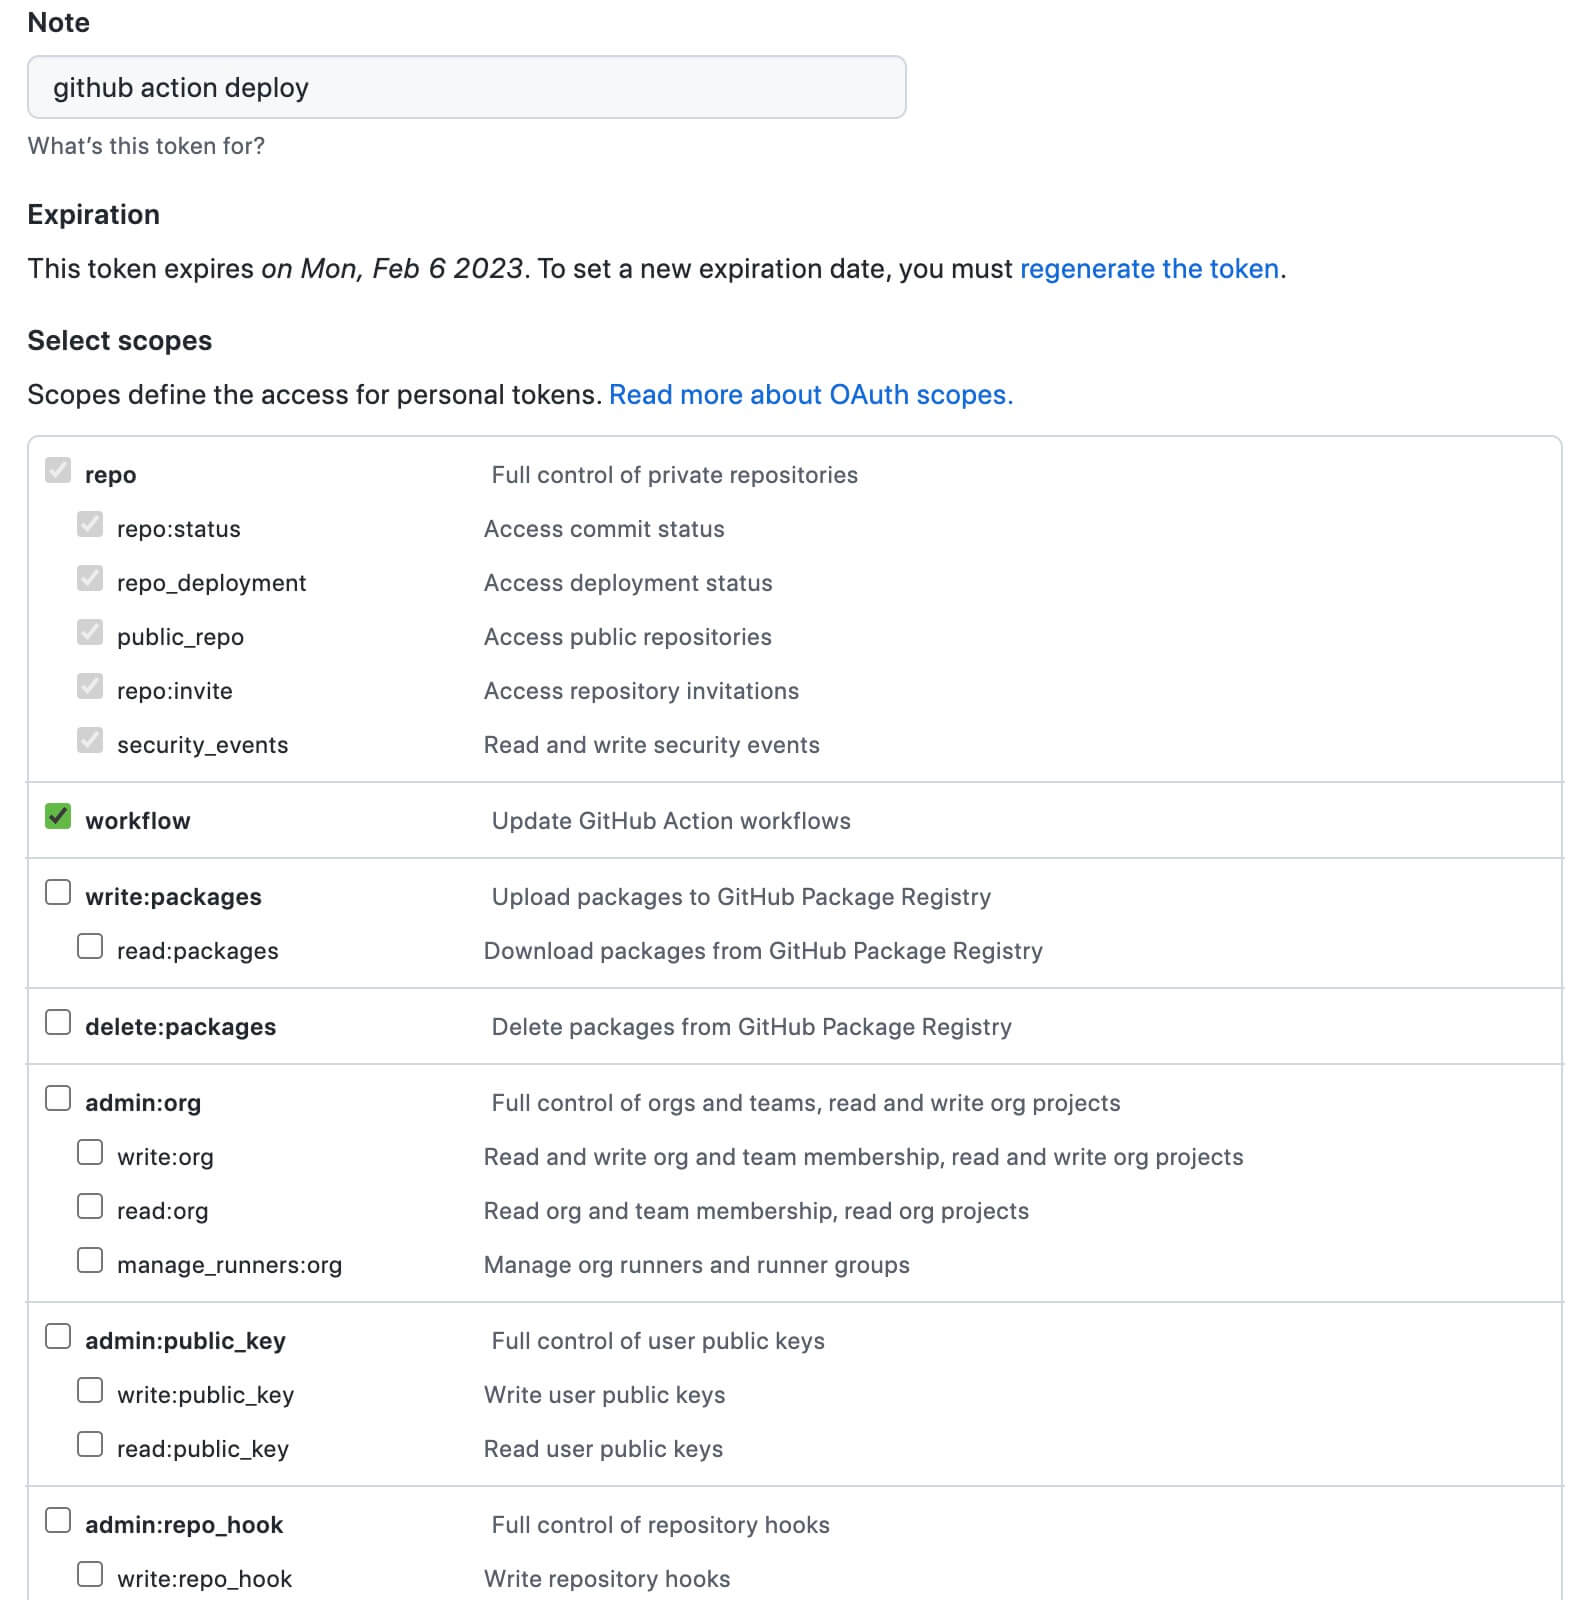 Note
github action deploy
What's this token for?
Expiration
This token expires on Mon, Feb 6 2023. To set a new expiration date, you must regenerate the token.
Select scopes
Scopes define the access for personal tokens. Read more about OAuth scopes.
repo Full control of private repositories
repo:status Access commit status
repo_deployment Access deployment status
public_repo Access public repositories
repo:invite Access repository invitations
security_events Read and write security events
workflow Update GitHub Action workflows
write:packages Upload packages to GitHub Package Registry
read:packages Download packages from GitHub Package Registry
delete:packages Delete packages from GitHub Package Registry
admin:org Full control of orgs and teams, read and write org projects
write:org Read and write org and team membership, read and write org projects
read:org Read org and team membership, read org projects
manage_runners:org Manage org runners and runner groups
admin:public_key Full control of user public keys
write:public_key Write user public keys
read:public_key Read user public keys
admin:repo_hook Full control of repository hooks
write:repo_hook Write repository hooks